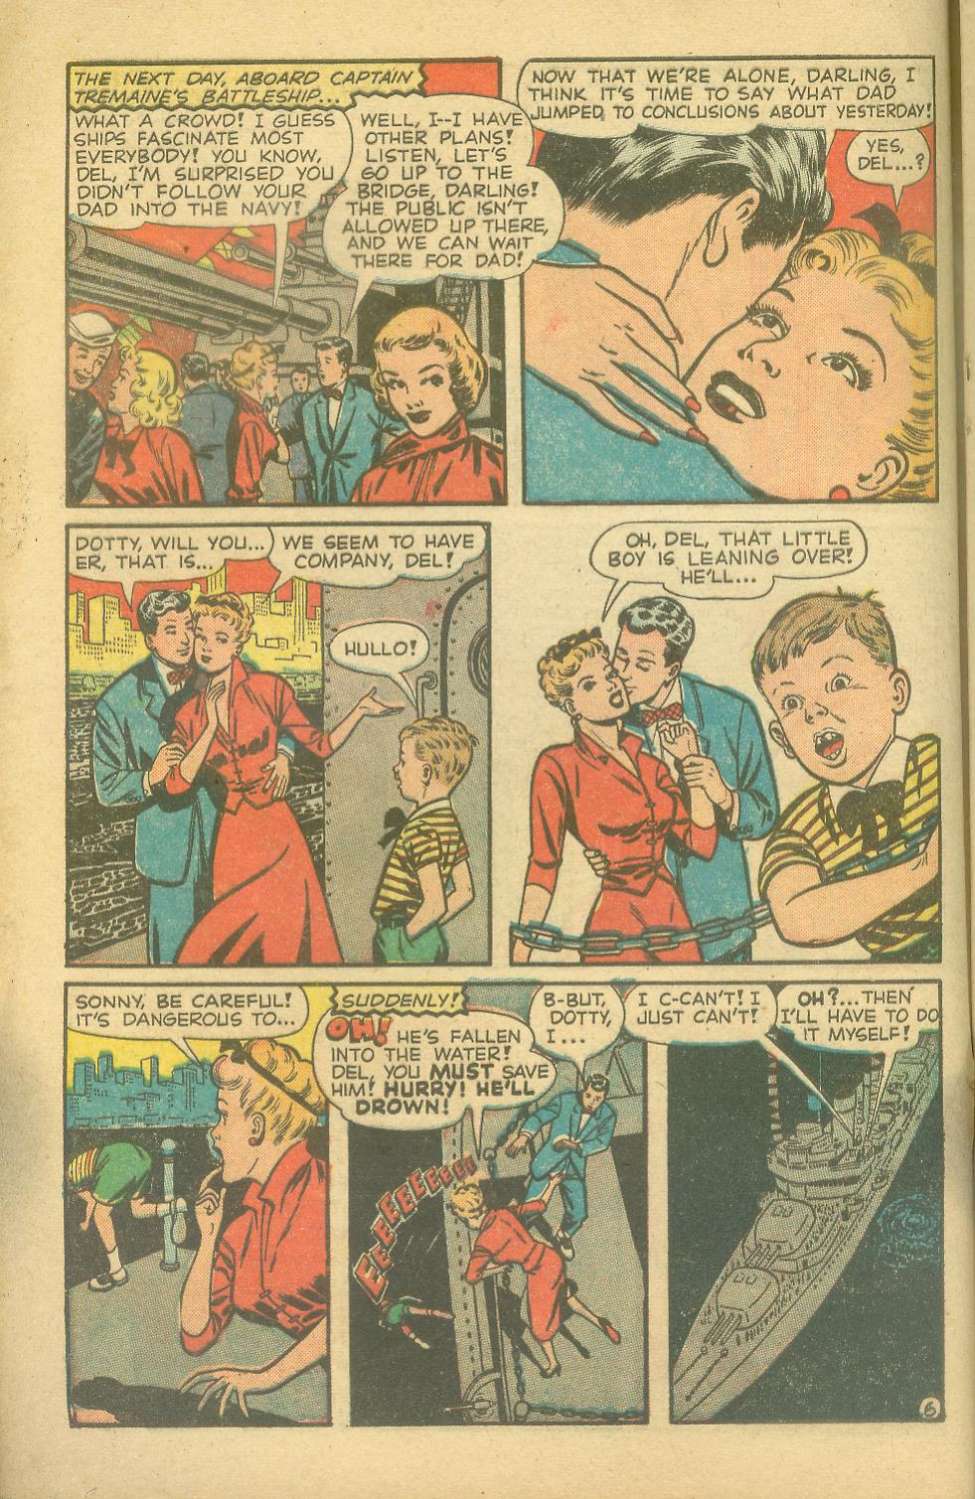 THE NEXT DAY, ABOARD CAPTAIN
TREMAINE'S BATTLESHIP...
WHAT A CROWD! I GUESS
SHIPS FASCINATE MOST
EVERYBODY! YOU KNOW,
DEL, I'M SURPRISED YOU
DIDN'T FOLLOW YOUR
DAD INTO THE NAVY!
WELL, I--I HAVE
OTHER PLANS!
LISTEN, LET'S
GO UP TO THE
BRIDGE, DARLING!
THE PUBLIC ISN'T
ALLOWED UP THERE,
AND WE CAN WAIT
THERE FOR DAD!
NOW THAT WE'RE ALONE, DARLING, I
THINK IT'S TIME TO SAY WHAT DAD
JUMPED TO CONCLUSIONS ABOUT YESTERDAY!
YES,
DEL...?
DOTTY, WILL YOU...
ER, THAT IS...
WE SEEM TO HAVE
COMPANY, DEL!
HULLO!
OH, DEL, THAT LITTLE
BOY IS LEANING OVER!
HE'LL...
SONNY, BE CAREFUL!
IT'S DANGEROUS TO...
SUDDENLY!
OH! HE'S FALLEN
INTO THE WATER!
DEL, YOU MUST SAVE
HIM! HURRY! HE'LL
DROWN!
B-BUT,
DOTTY,
I...
EEEEEEEEEEE
I C-CAN'T! I
JUST CAN'T!
OH?...THEN
I'LL HAVE TO DO
IT MYSELF!
6